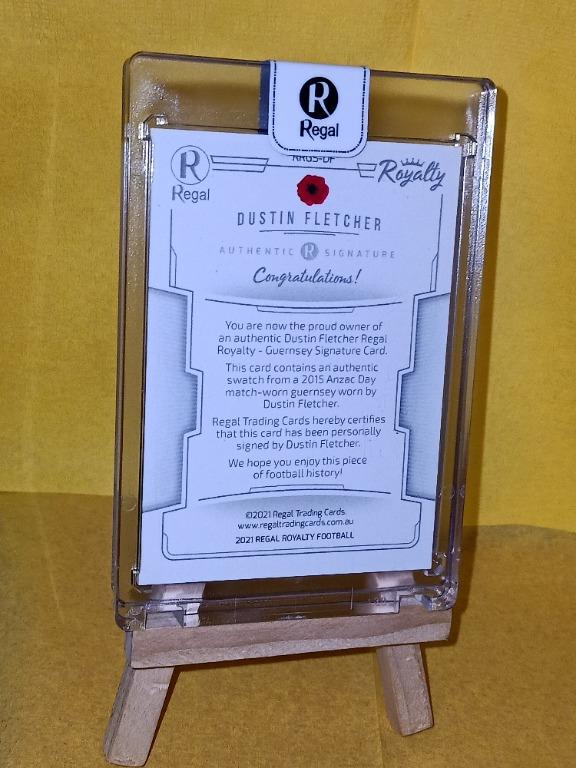 R
Regal
RRGS-DF
R
Regal
Royalty
DUSTIN FLETCHER
AUTHENTIC R SIGNATURE
Congratulations!
You are now the proud owner of
an authentic Dustin Fletcher Regal
Royalty - Guernsey Signature Card.
This card contains an authentic
swatch from a 2015 Anzac Day
match-worn guernsey worn by
Dustin Fletcher.
Regal Trading Cards hereby certifies
that this card has been personally
signed by Dustin Fletcher.
We hope you enjoy this piece
of football history!
©2021 Regal Trading Cards
www.regaltradingcards.com.au
2021 REGAL ROYALTY FOOTBALL